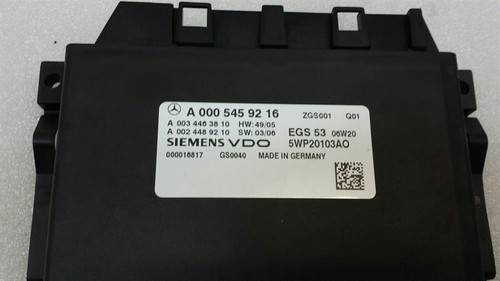 A 000 545 92 16 ZGS001 Q01
A 003 446 38 10 HW: 49/05
A 002 448 92 10 SW: 03/06 EGS 53 06W20
SIEMENS VDO 5WP20103AO
000016817 GS0040 MADE IN GERMANY